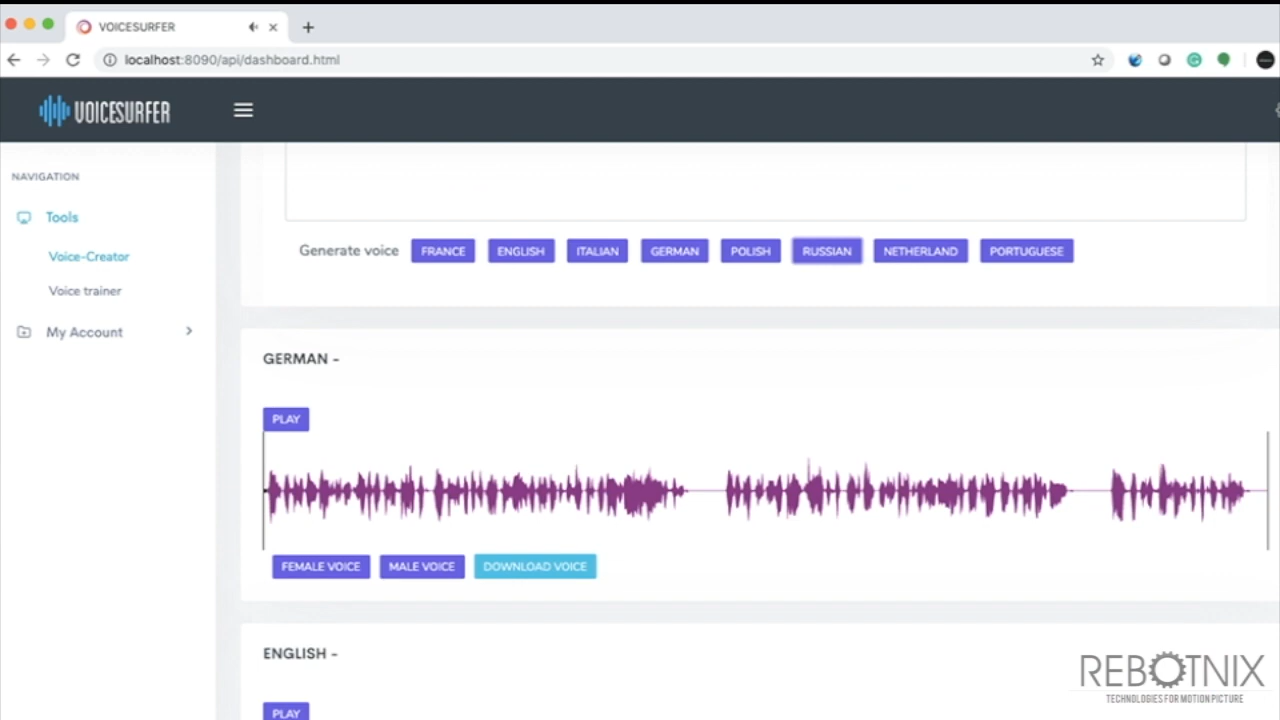 VOICESURFER
localhost:8090/api/dashboard.html
VOICESURFER
NAVIGATION
Tools
Voice-Creator
Voice trainer
My Account
Generate voice FRANCE ENGLISH ITALIAN GERMAN POLISH RUSSIAN NETHERLAND PORTUGUESE
GERMAN -
PLAY
FEMALE VOICE MALE VOICE DOWNLOAD VOICE
ENGLISH -
PLAY
REBOTNIX
TECHNOLOGIES FOR MOTION PICTURE